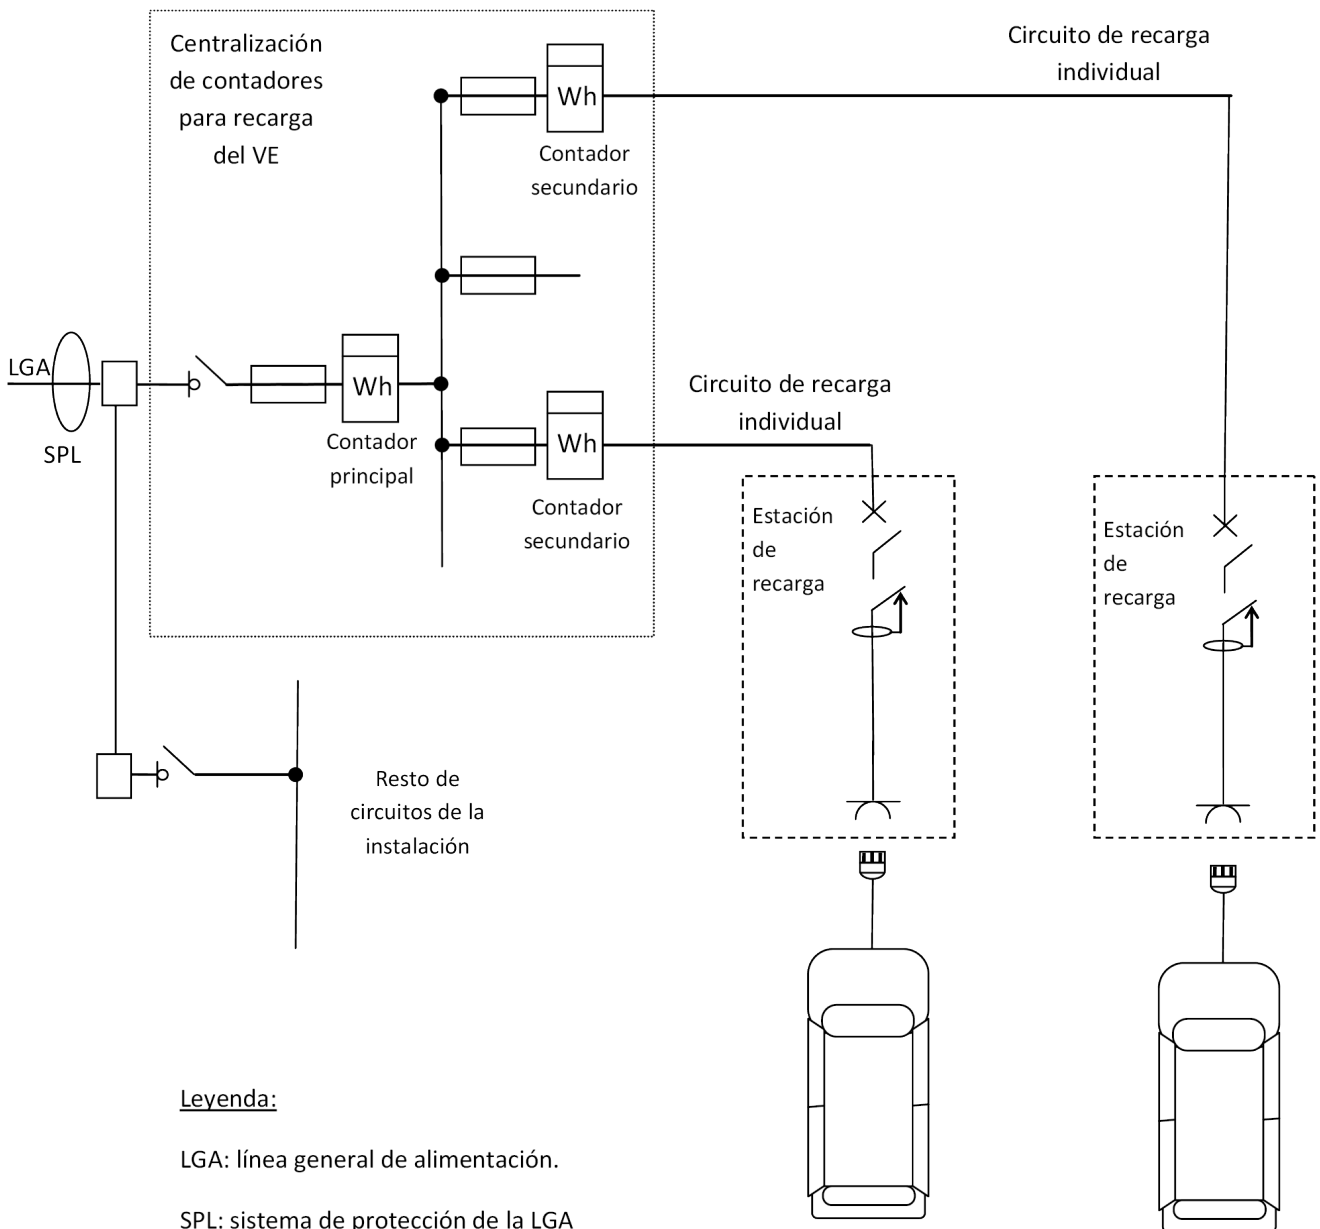 Centralización
de contadores
para recarga
del VE
Wh
Contador
secundario
Circuito de recarga
individual
LGA
SPL
Wh
Contador
principal
Wh
Contador
secundario
Circuito de recarga
individual
Estación
de
recarga
Estación
de
recarga
Resto de
circuitos de la
instalación
Leyenda:
LGA: línea general de alimentación.
SPL: sistema de protección de la LGA